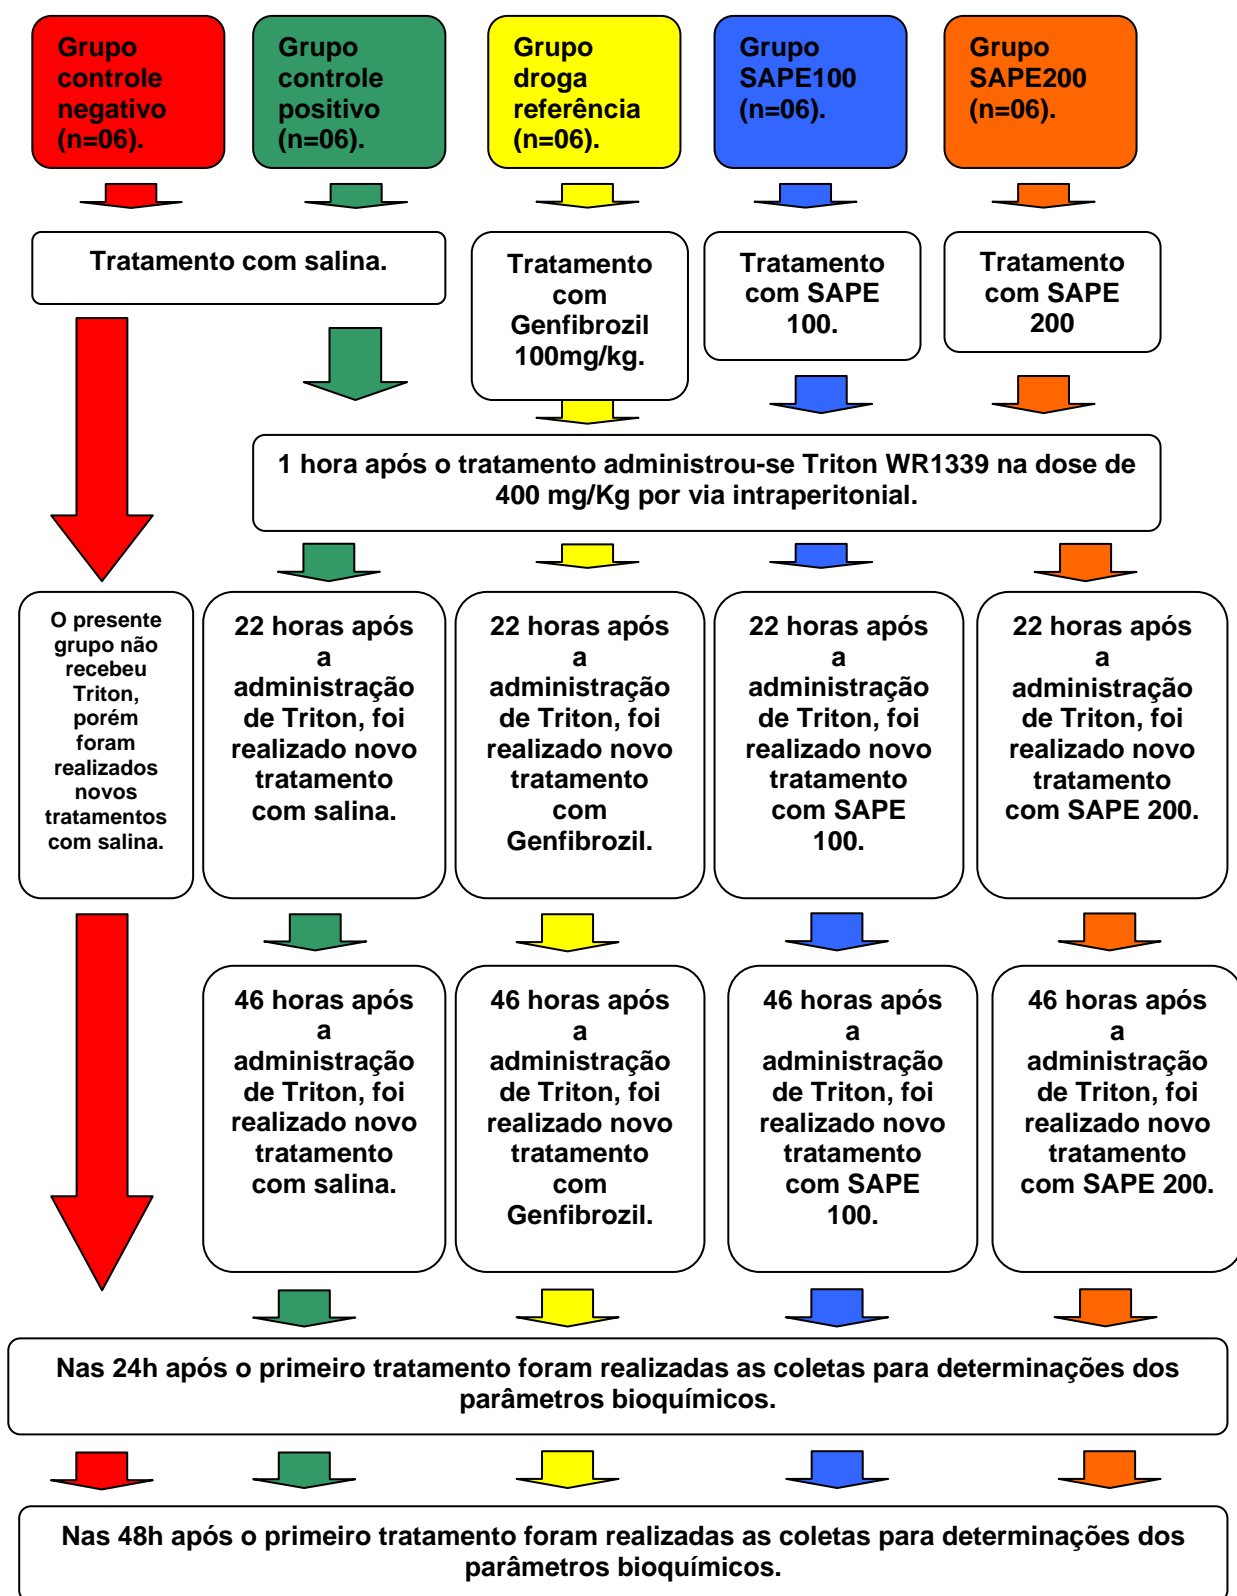 Grupo
controle
negativo
(n=06).
Grupo
controle
positivo
(n=06).
Grupo
droga
referência
(n=06).
Grupo
SAPE100
(n=06).
Grupo
SAPE200
(n=06).
Tratamento com salina.
Tratamento
com
Genfibrozil
100mg/kg.
Tratamento
com SAPE
100.
Tratamento
com SAPE
200
1 hora após o tratamento administrou-se Triton WR1339 na dose de
400 mg/Kg por via intraperitonial.
O presente
grupo não
recebeu
Triton,
porém
foram
realizados
novos
tratamentos
com salina.
22 horas após
a
administração
de Triton, foi
realizado novo
tratamento
com salina.
22 horas após
a
administração
de Triton, foi
realizado novo
tratamento
com
Genfibrozil.
22 horas após
a
administração
de Triton, foi
realizado novo
tratamento
com SAPE
100.
22 horas após
a
administração
de Triton, foi
realizado novo
tratamento
com SAPE 200.
46 horas após
a
administração
de Triton, foi
realizado novo
tratamento
com salina.
46 horas após
a
administração
de Triton, foi
realizado novo
tratamento
com
Genfibrozil.
46 horas após
a
administração
de Triton, foi
realizado novo
tratamento
com SAPE
100.
46 horas após
a
administração
de Triton, foi
realizado novo
tratamento
com SAPE 200.
Nas 24h após o primeiro tratamento foram realizadas as coletas para determinações dos
parâmetros bioquímicos.
Nas 48h após o primeiro tratamento foram realizadas as coletas para determinações dos
parâmetros bioquímicos.